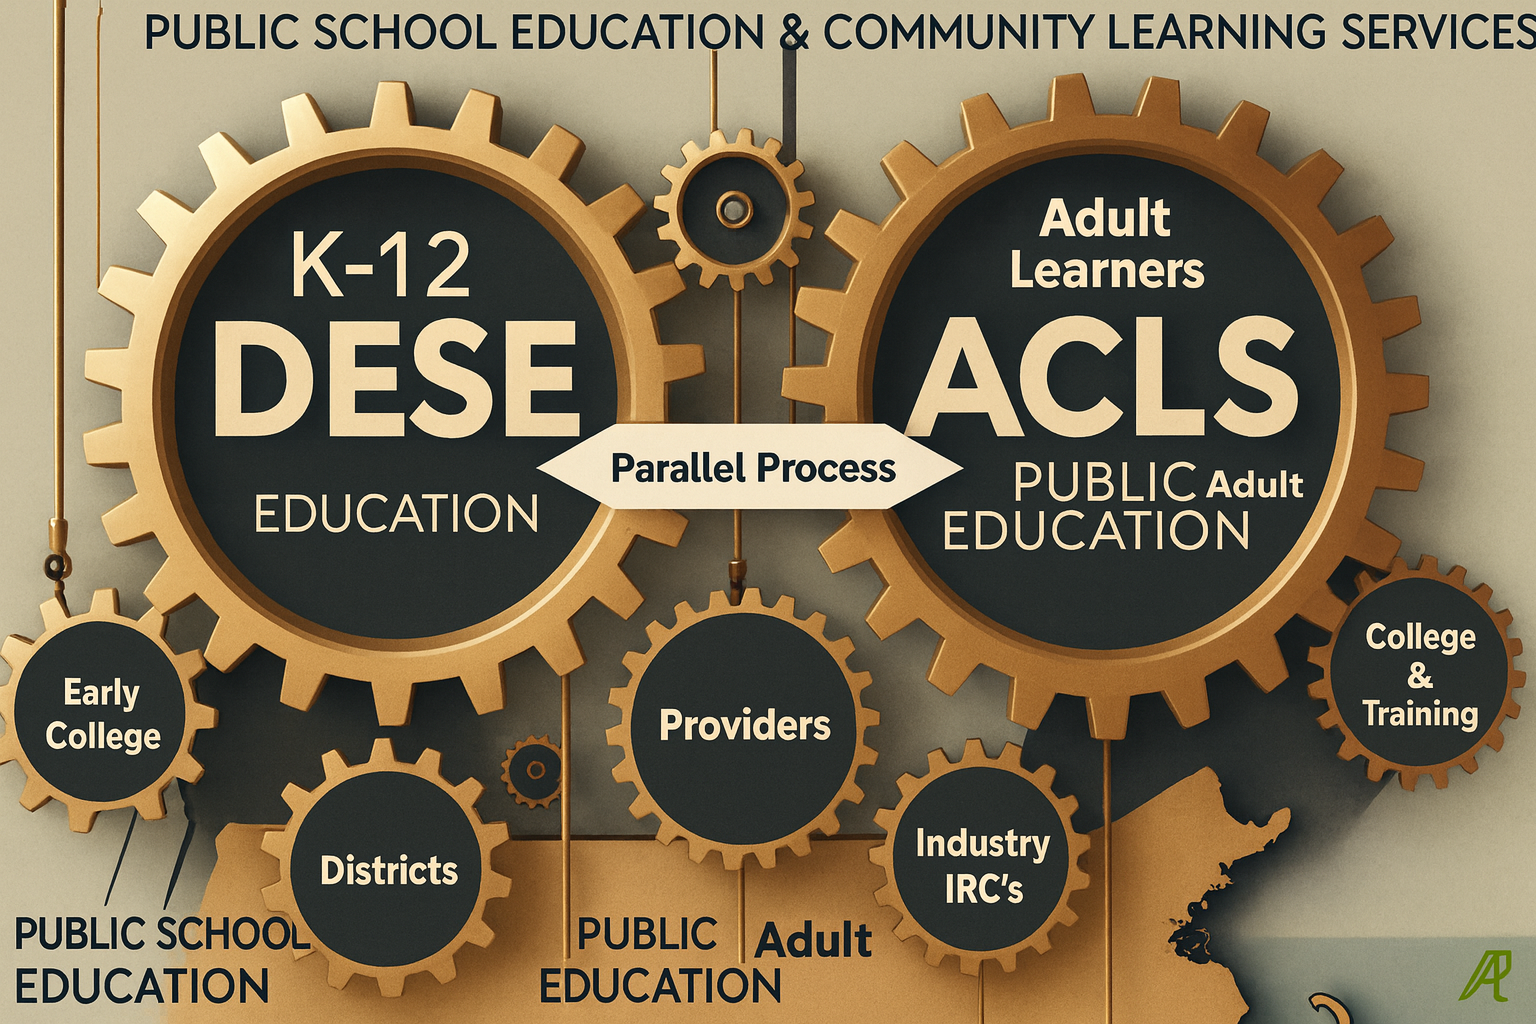 PUBLIC SCHOOL EDUCATION & COMMUNITY LEARNING SERVICES
K-12
DESE
EDUCATION
Parallel Process
Adult
Learners
ACLS
PUBLIC Adult
EDUCATION
Early
College
Districts
Providers
Industry
IRC's
College
&
Training
PUBLIC SCHOOL
EDUCATION
PUBLIC Adult
EDUCATION